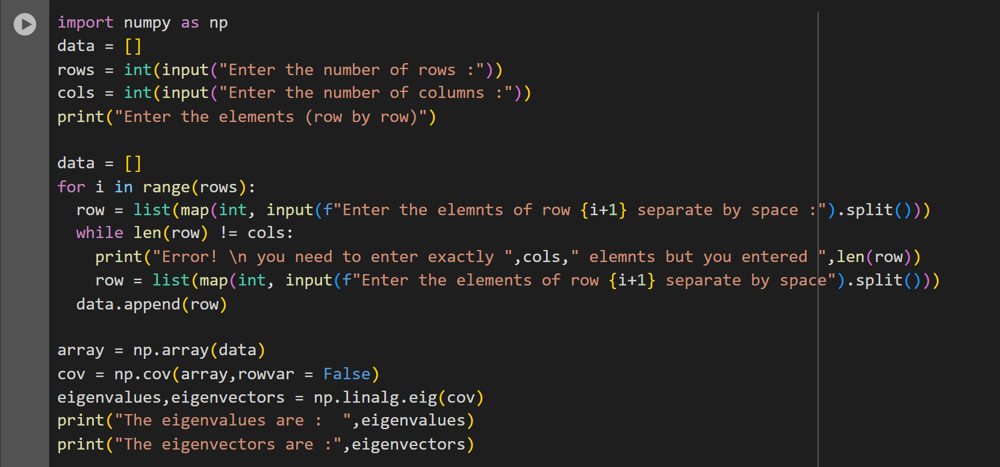 import numpy as np
data = []
rows = int(input("Enter the number of rows :"))
cols = int(input("Enter the number of columns :"))
print("Enter the elements (row by row)")

data = []
for i in range(rows):
  row = list(map(int, input(f"Enter the elemnts of row {i+1} separate by space :").split()))
  while len(row) != cols:
    print("Error! \n you need to enter exactly ",cols," elemnts but you entered ",len(row))
    row = list(map(int, input(f"Enter the elements of row {i+1} separate by space").split()))
  data.append(row)

array = np.array(data)
cov = np.cov(array,rowvar = False)
eigenvalues,eigenvectors = np.linalg.eig(cov)
print("The eigenvalues are :  ",eigenvalues)
print("The eigenvectors are :",eigenvectors)